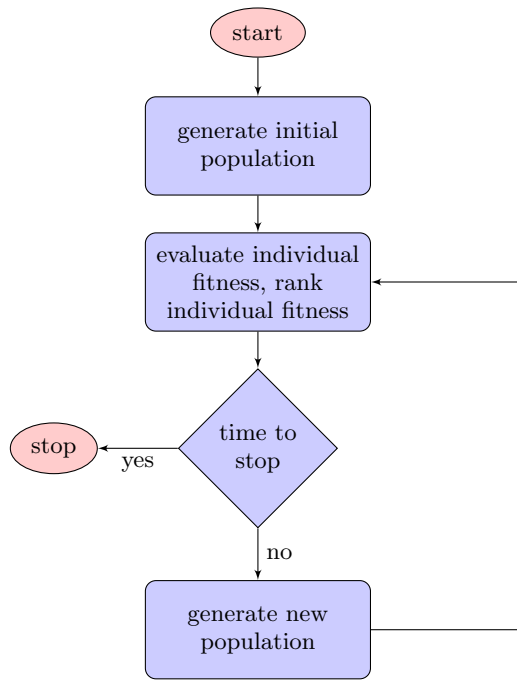 start
generate initial
population
evaluate individual
fitness, rank
individual fitness
time to
stop
stop
yes
no
generate new
population